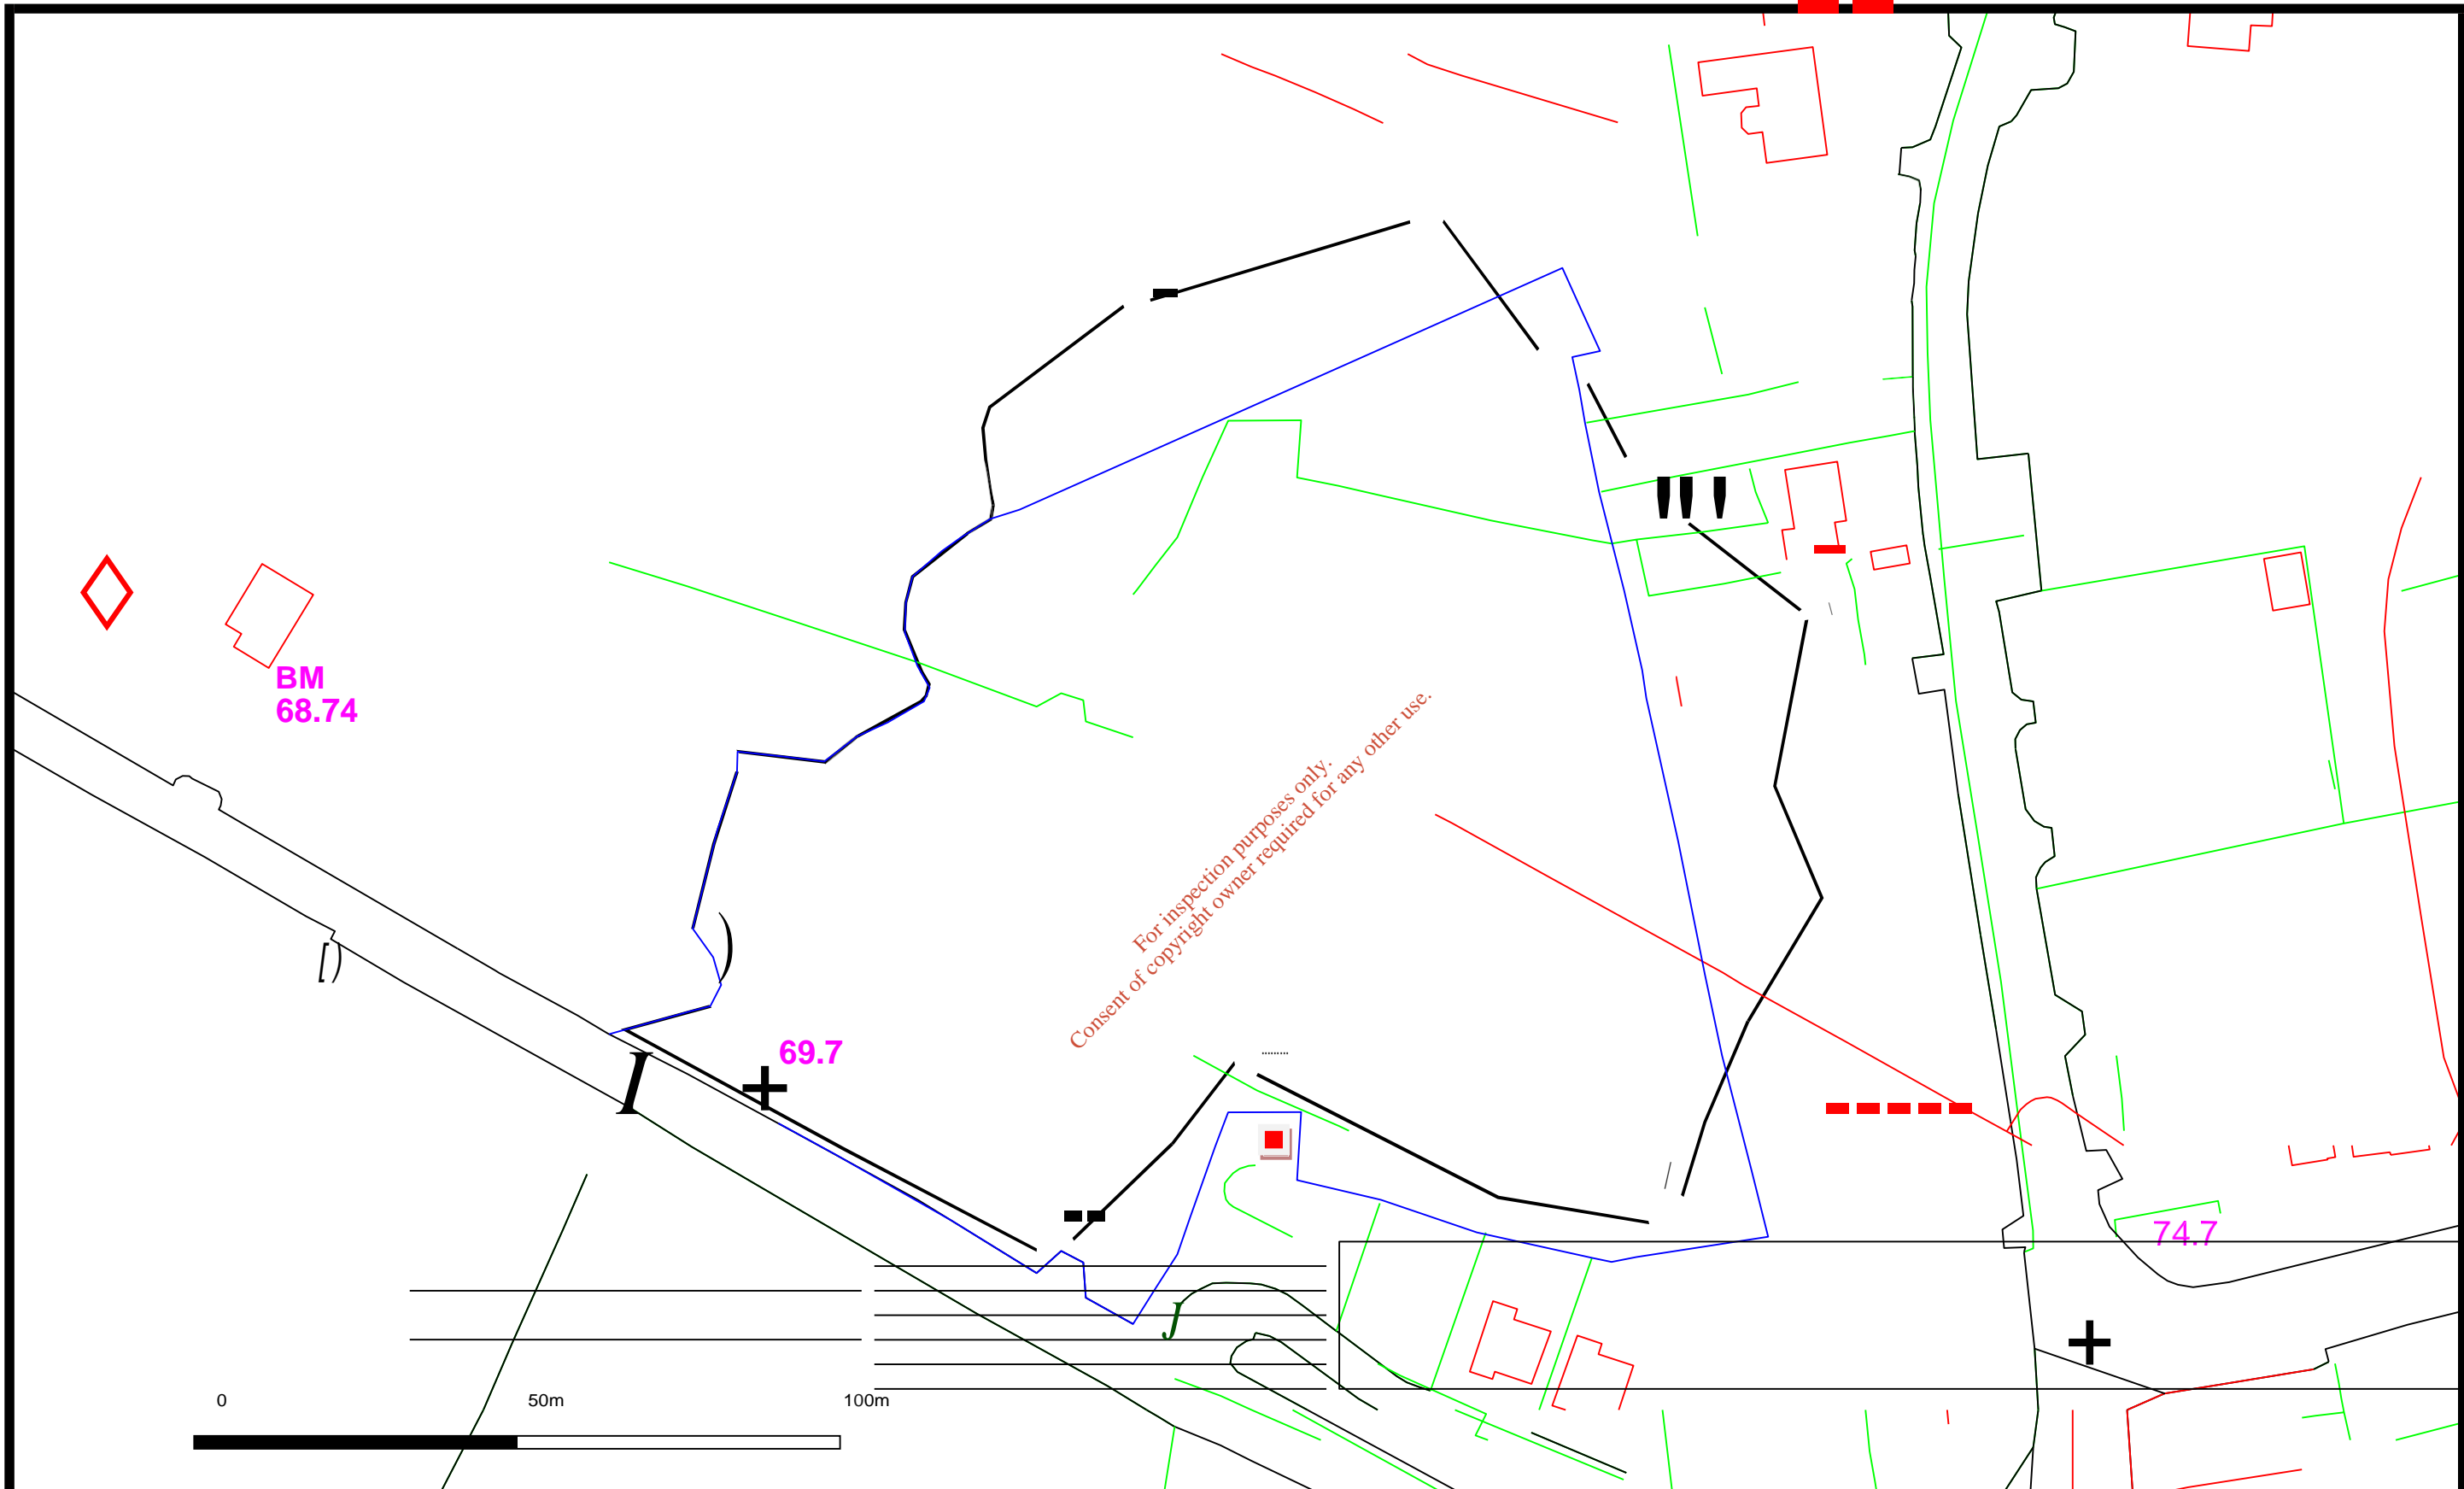 BM
68.74
For inspection purposes only.
Consent of copyright owner required for any other use.
69.7
74.7
0 50m 100m